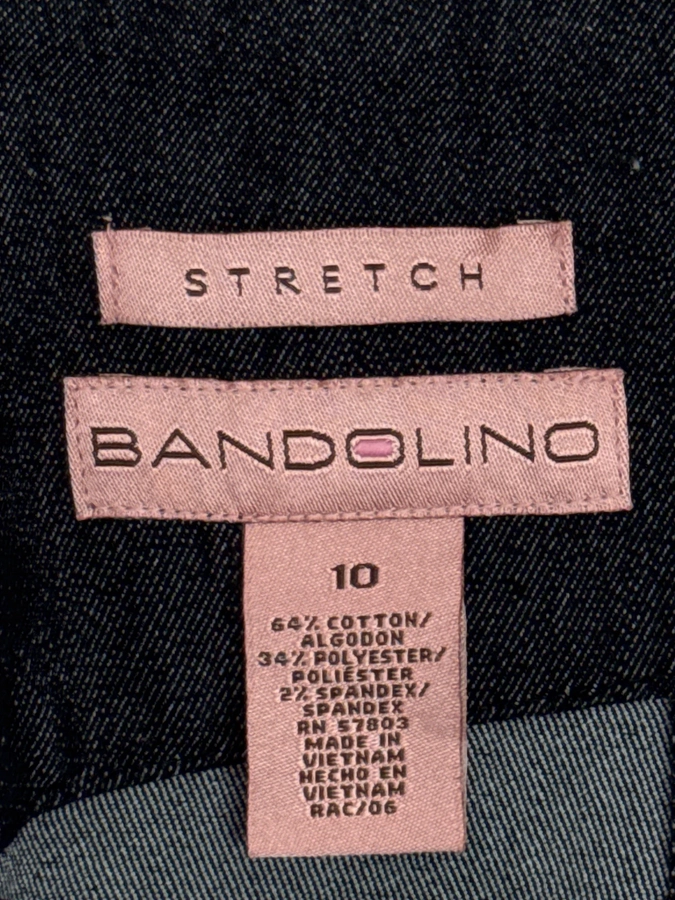 STRETCH
BANDOLINO
10
64% COTTON/
ALGODON
34% POLYESTER/
POLIÉSTER
2% SPANDEX/
SPANDEX
RN 57803
MADE IN
VIETNAM
HECHO EN
VIETNAM
RAC/06